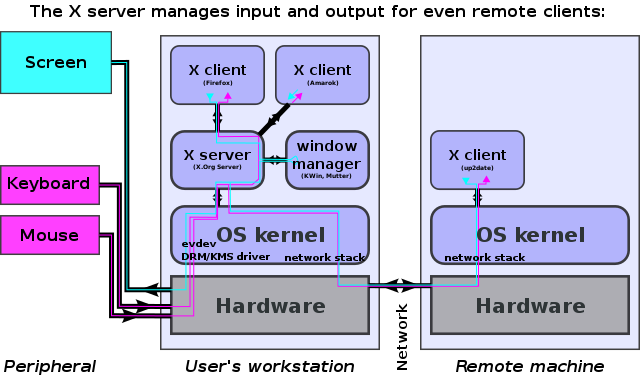 The X server manages input and output for even remote clients:
Screen
Keyboard
Mouse
X client
(Firefox)
X client
(Amarok)
X server
(X.Org Server)
window
manager
(KWin, Mutter)
OS kernel
evdev
DRM/KMS driver
network stack
Hardware
X client
(up2date)
OS kernel
network stack
Hardware
Network
Peripheral
User's workstation
Remote machine